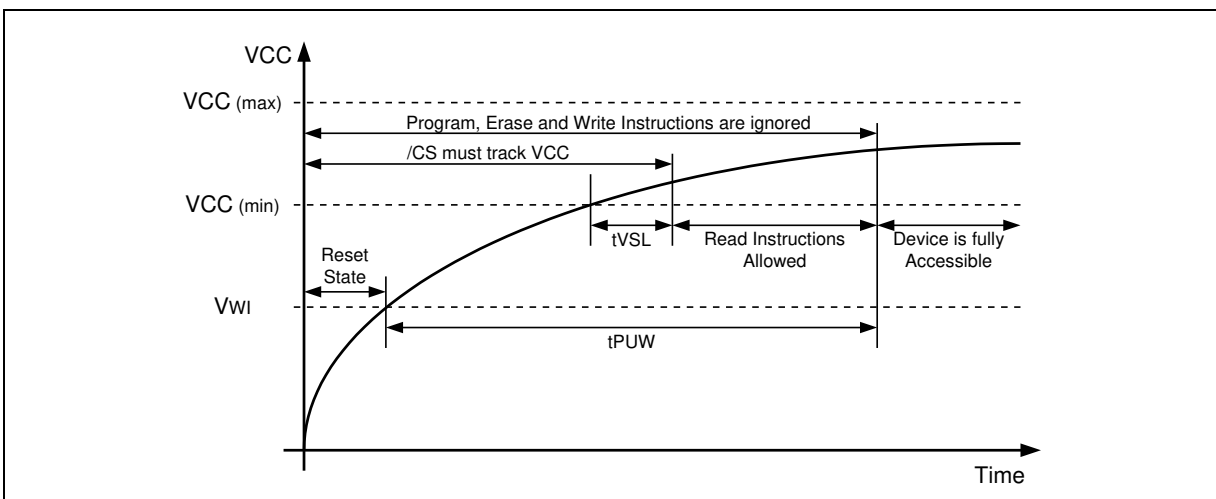 VCC
VCC (max)
Program, Erase and Write Instructions are ignored
/CS must track VCC
VCC (min)
tVSL
Read Instructions
Allowed
Device is fully
Accessible
Reset
State
VWI
tPUW
Time